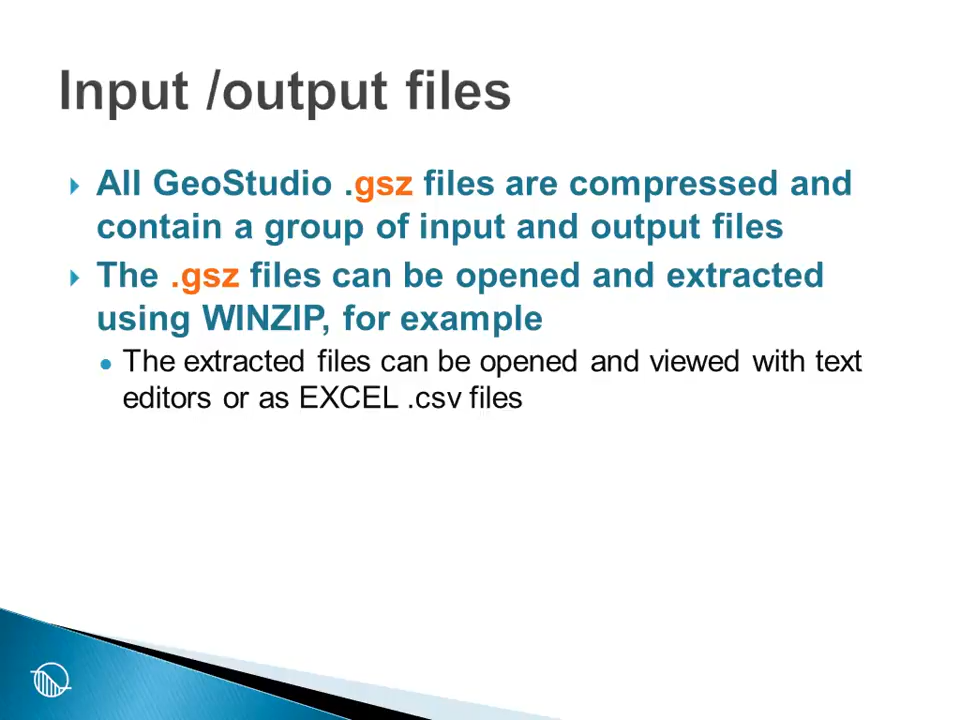 Input /output files
All GeoStudio .gsz files are compressed and
contain a group of input and output files
The .gsz files can be opened and extracted
using WINZIP, for example
The extracted files can be opened and viewed with text
editors or as EXCEL .csv files